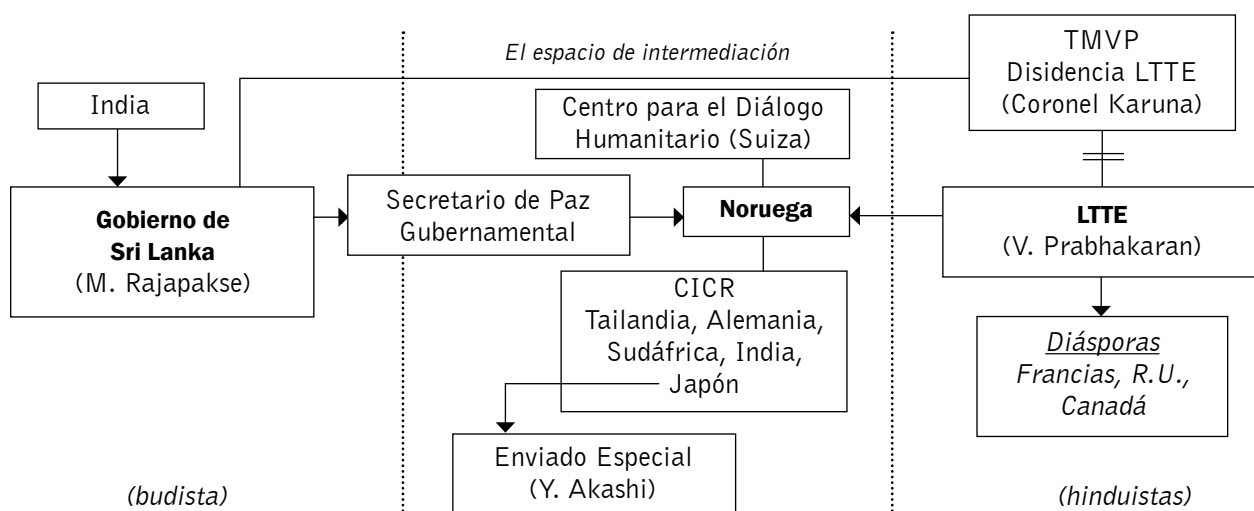 El espacio de intermediación
TMVP
Disidencia LTTE
(Coronel Karuna)
India
Centro para el Diálogo
Humanitario (Suiza)
Gobierno de
Sri Lanka
(M. Rajapakse)
Secretario de Paz
Gubernamental
Noruega
LTTE
(V. Prabhakaran)
CICR
Tailandia, Alemania,
Sudáfrica, India,
Japón
Diásporas
Francias, R.U.,
Canadá
Enviado Especial
(Y. Akashi)
(budista)
(hinduistas)